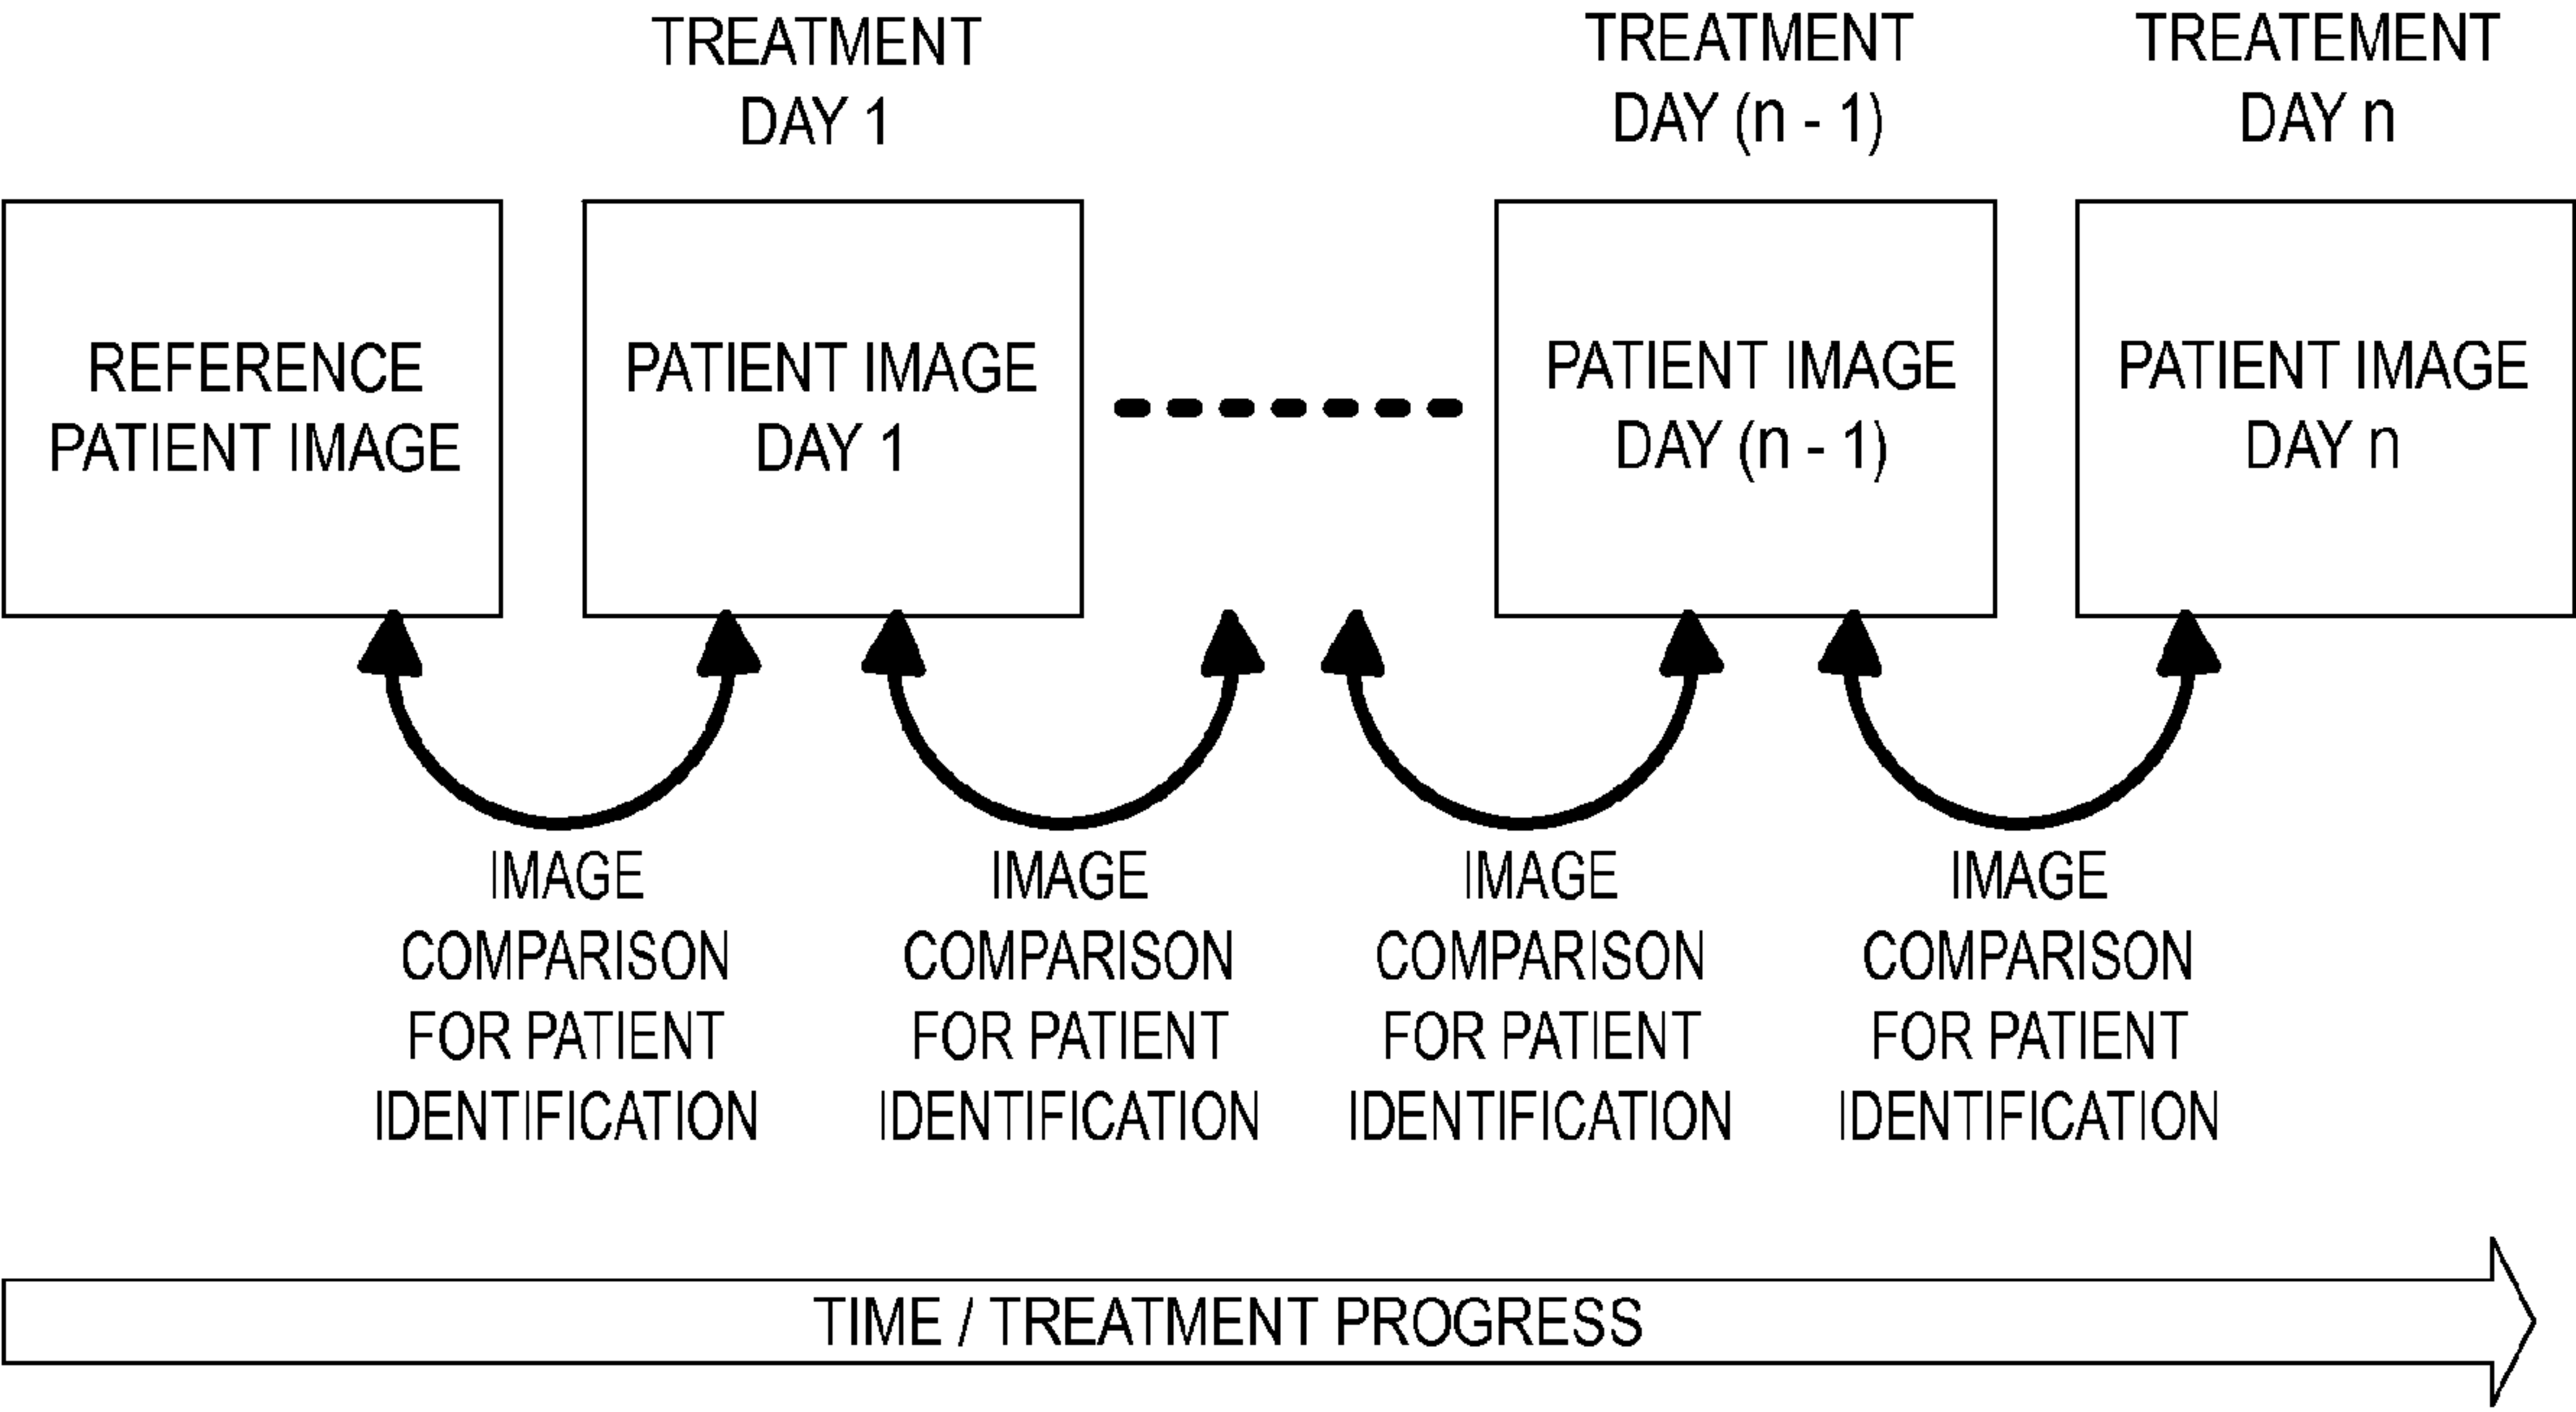 TREATMENT
DAY 1
TREATMENT
DAY (n - 1)
TREATEMENT
DAY n
REFERENCE
PATIENT IMAGE
PATIENT IMAGE
DAY 1
PATIENT IMAGE
DAY (n - 1)
PATIENT IMAGE
DAY n
IMAGE
COMPARISON
FOR PATIENT
IDENTIFICATION
IMAGE
COMPARISON
FOR PATIENT
IDENTIFICATION
IMAGE
COMPARISON
FOR PATIENT
IDENTIFICATION
IMAGE
COMPARISON
FOR PATIENT
IDENTIFICATION
TIME / TREATMENT PROGRESS